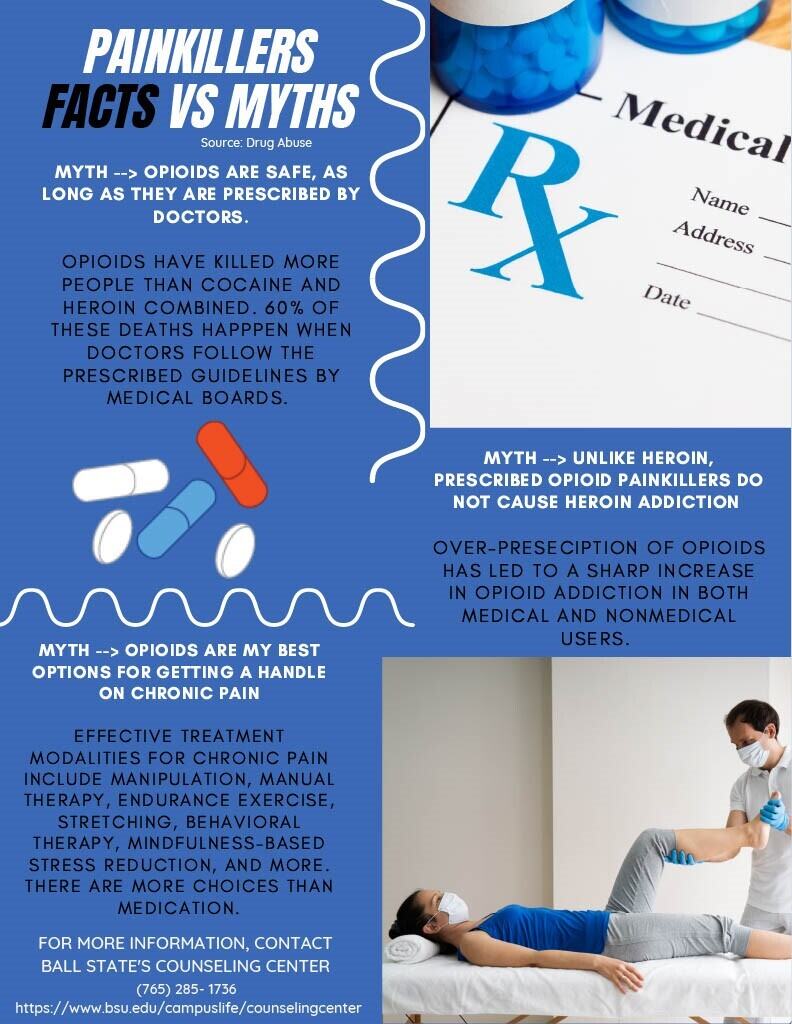 PAINKILLERS
FACTS VS MYTHS
Source: Drug Abuse
MYTH --> OPIOIDS ARE SAFE, AS
LONG AS THEY ARE PRESCRIBED BY
DOCTORS.
OPIOIDS HAVE KILLED MORE
PEOPLE THAN COCAINE AND
HEROIN COMBINED. 60% OF
THESE DEATHS HAPPPEN WHEN
DOCTORS FOLLOW THE
PRESCRIBED GUIDELINES BY
MEDICAL BOARDS.
Medical
Rx
Name
Address
Date
MYTH --> UNLIKE HEROIN,
PRESCRIBED OPIOID PAINKILLERS DO
NOT CAUSE HEROIN ADDICTION
OVER-PRESECIPTION OF OPIOIDS
HAS LED TO A SHARP INCREASE
IN OPIOID ADDICTION IN BOTH
MEDICAL AND NONMEDICAL
USERS.
MYTH --> OPIOIDS ARE MY BEST
OPTIONS FOR GETTING A HANDLE
ON CHRONIC PAIN
EFFECTIVE TREATMENT
MODALITIES FOR CHRONIC PAIN
INCLUDE MANIPULATION, MANUAL
THERAPY, ENDURANCE EXERCISE,
STRETCHING, BEHAVIORAL
THERAPY, MINDFULNESS-BASED
STRESS REDUCTION, AND MORE.
THERE ARE MORE CHOICES THAN
MEDICATION.
FOR MORE INFORMATION, CONTACT
BALL STATE'S COUNSELING CENTER
(765) 285- 1736
https://www.bsu.edu/campuslife/counselingcenter